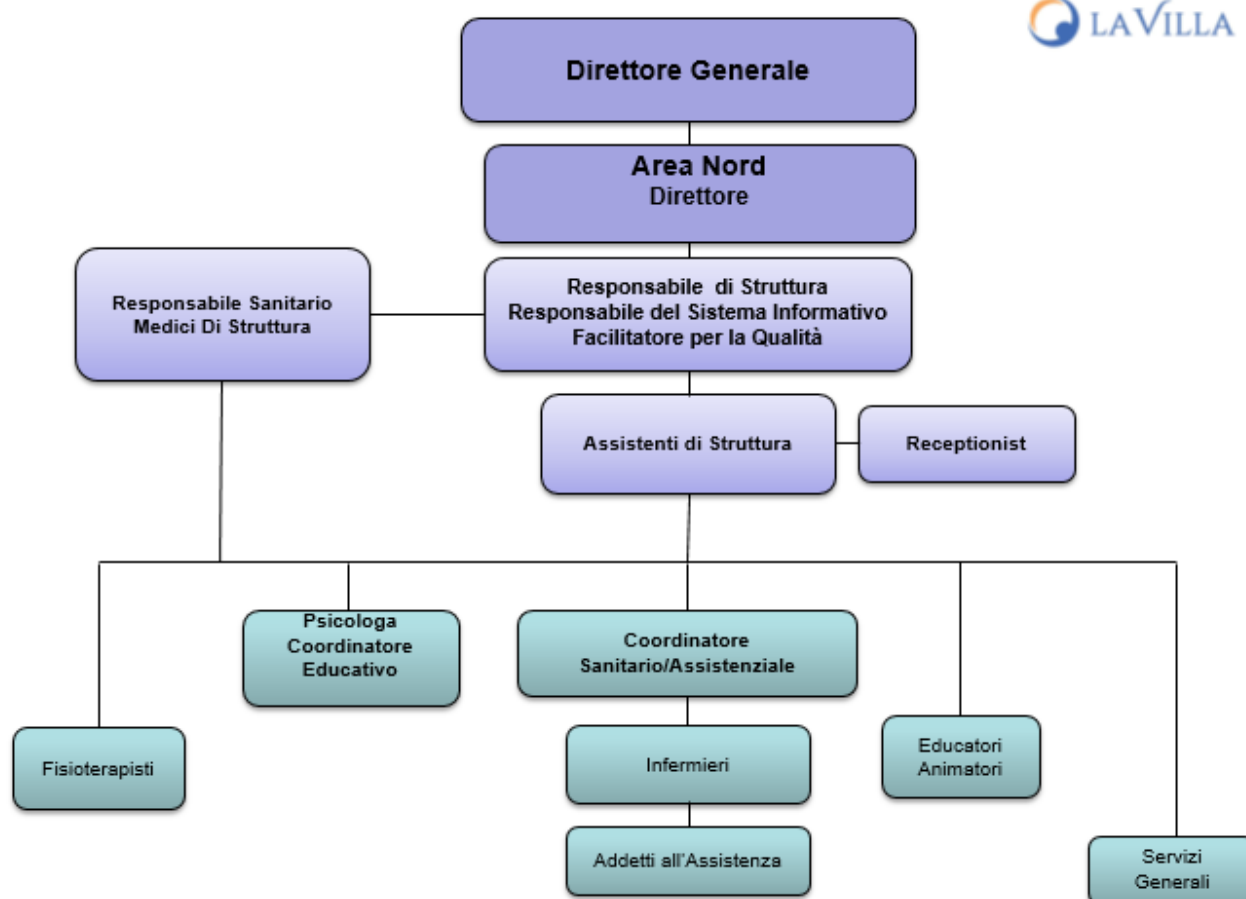 LA VILLA
Direttore Generale
Area Nord
Direttore
Responsabile Sanitario
Medici Di Struttura
Responsabile di Struttura
Responsabile del Sistema Informativo
Facilitatore per la Qualità
Assistenti di Struttura
Receptionist
Psicologa
Coordinatore
Educativo
Coordinatore
Sanitario/Assistenziale
Fisioterapisti
Infermieri
Educatori
Animatori
Addetti all'Assistenza
Servizi
Generali